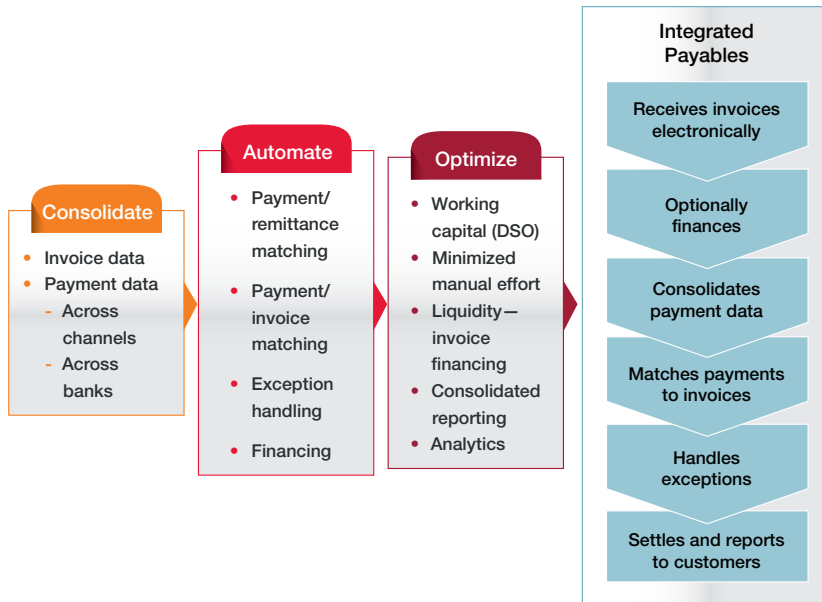 Consolidate
• Invoice data
• Payment data
- Across
channels
- Across
banks
Automate
• Payment/
remittance
matching
• Payment/
invoice
matching
• Exception
handling
• Financing
Optimize
• Working
capital (DSO)
• Minimized
manual effort
• Liquidity—
invoice
financing
• Consolidated
reporting
• Analytics
Integrated
Payables
Receives invoices
electronically
Optionally
finances
Consolidates
payment data
Matches payments
to invoices
Handles
exceptions
Settles and reports
to customers